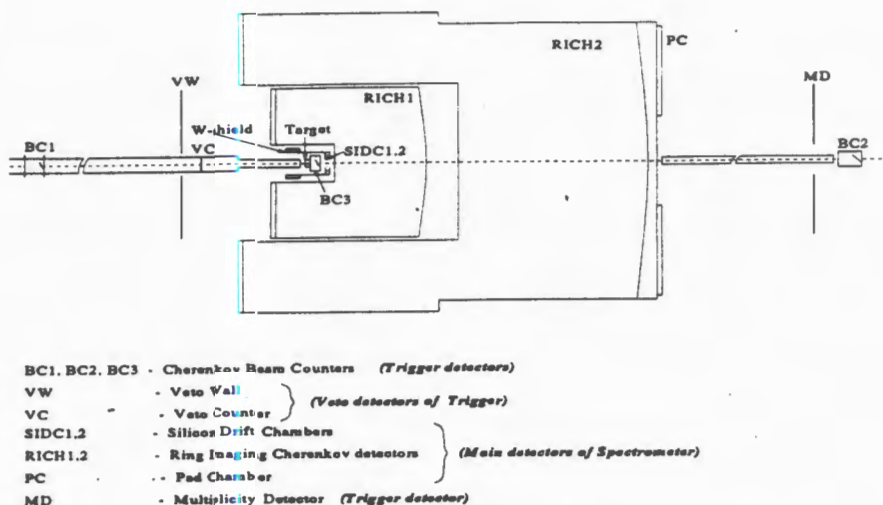 RICH2
PC
VW
MD
RICH1
W-shield
Target
BC1
VC
SIDC1.2
BC2
BC3
BC1. BC2. BC3 - Cherenkov Beam Counters (Trigger detectors)
VW - Veto Wall
(Veto detectors of Trigger)
VC - Veto Counter
SIDC1,2 - Silicon Drift Chambers
RICH1.2 - Ring Imaging Cherenkov detectors (Main detectors of Spectrometer)
PC - Pad Chamber
MD - Multiplicity Detector (Trigger detector)